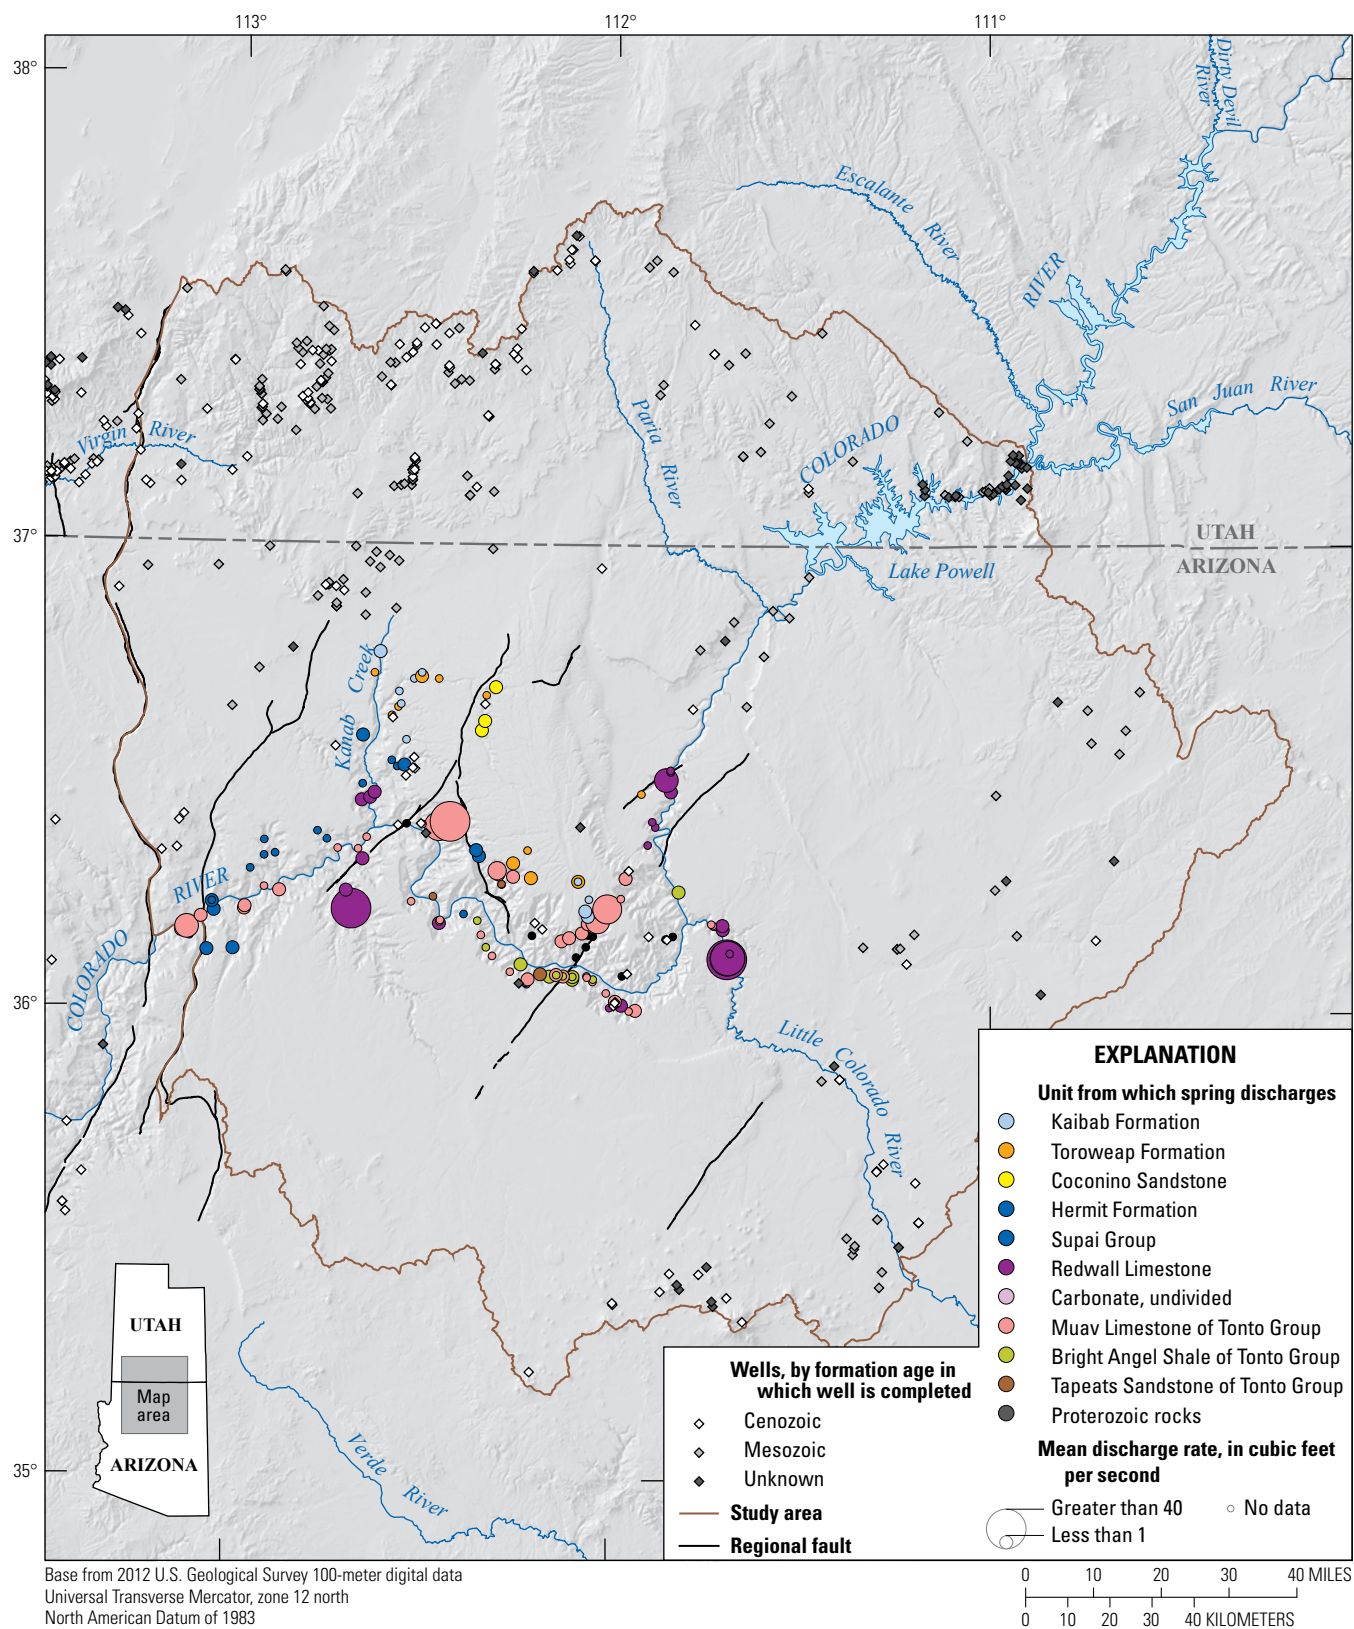 113°
112°
111°
38°
37°
36°
35°
Dirty Devil
River
Escalante
River
RIVER
San Juan River
Virgin River
Paria
River
COLORADO
Lake Powell
UTAH
ARIZONA
Kanab
Creek
RIVER
COLORADO
Little Colorado
River
Verde
River
UTAH
Map
area
ARIZONA
EXPLANATION
Unit from which spring discharges
Kaibab Formation
Toroweap Formation
Coconino Sandstone
Hermit Formation
Supai Group
Redwall Limestone
Carbonate, undivided
Muav Limestone of Tonto Group
Bright Angel Shale of Tonto Group
Tapeats Sandstone of Tonto Group
Proterozoic rocks
Mean discharge rate, in cubic feet
per second
Greater than 40
No data
Less than 1
Wells, by formation age in
which well is completed
Cenozoic
Mesozoic
Unknown
Study area
Regional fault
Base from 2012 U.S. Geological Survey 100-meter digital data
Universal Transverse Mercator, zone 12 north
North American Datum of 1983
0 10 20 30 40 MILES
0 10 20 30 40 KILOMETERS